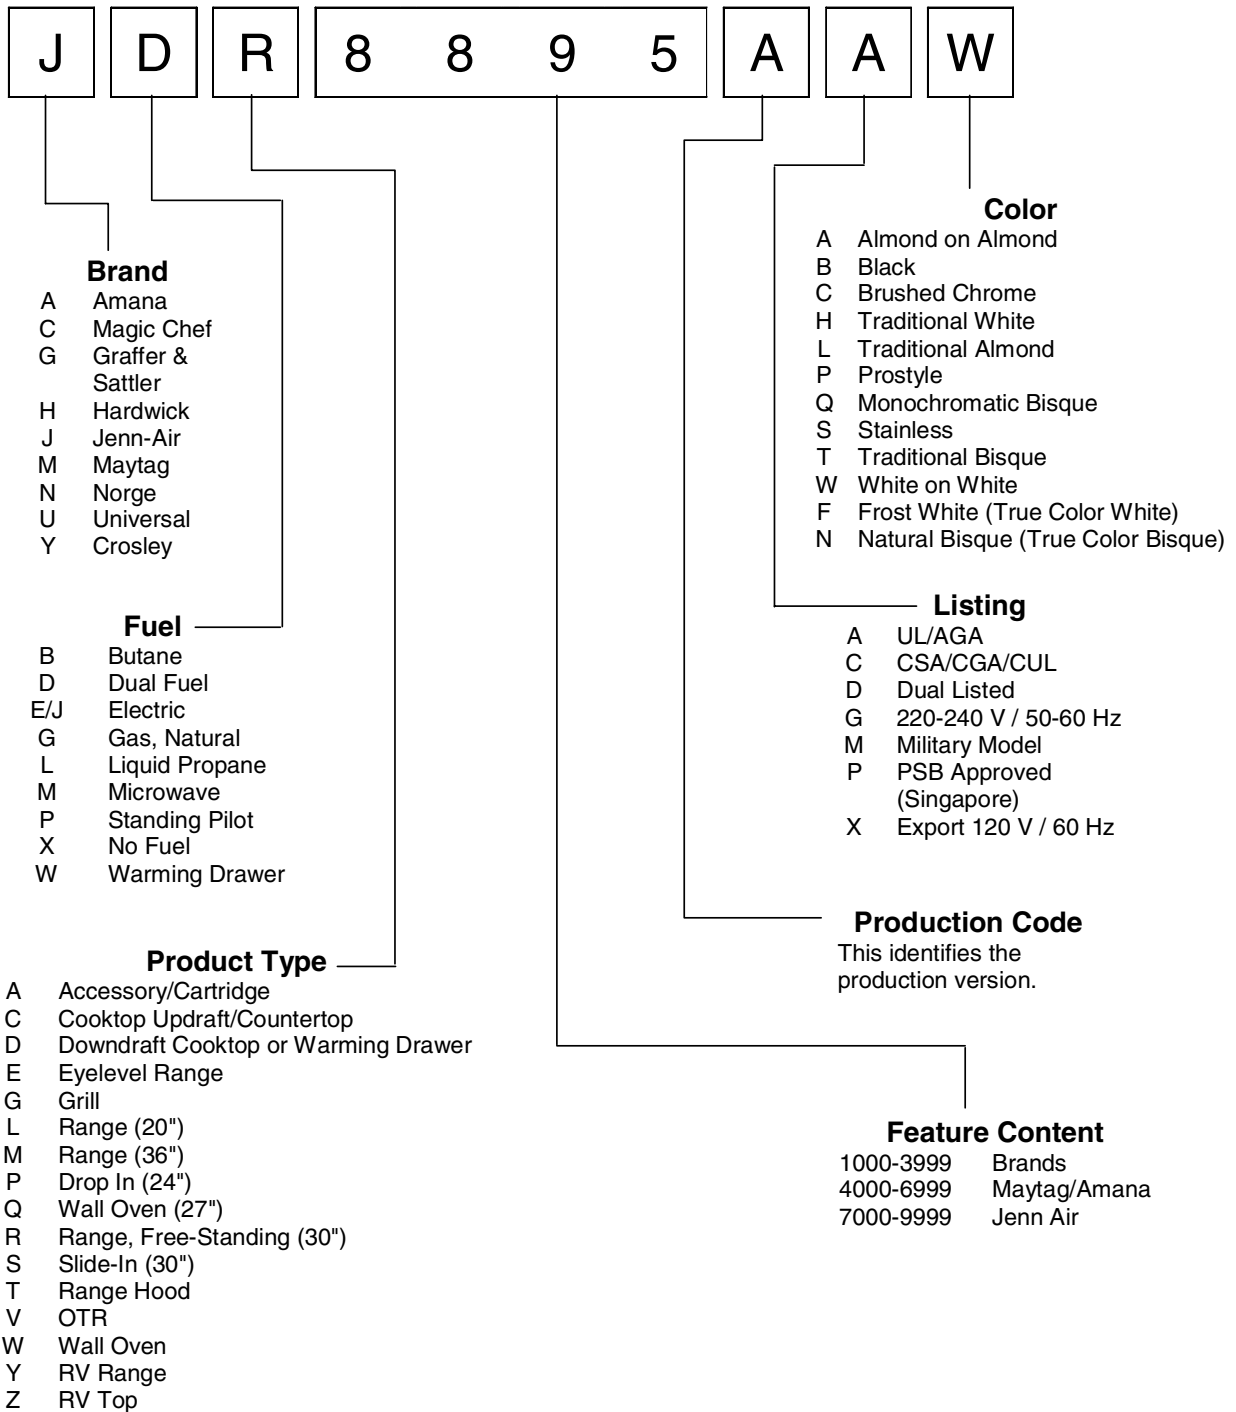 J D R 8 8 9 5 A A W
Brand
A Amana
C Magic Chef
G Graffer &
Sattler
H Hardwick
J Jenn-Air
M Maytag
N Norge
U Universal
Y Crosley
Fuel
B Butane
D Dual Fuel
E/J Electric
G Gas, Natural
L Liquid Propane
M Microwave
P Standing Pilot
X No Fuel
W Warming Drawer
Product Type
A Accessory/Cartridge
C Cooktop Updraft/Countertop
D Downdraft Cooktop or Warming Drawer
E Eyelevel Range
G Grill
L Range (20")
M Range (36")
P Drop In (24")
Q Wall Oven (27")
R Range, Free-Standing (30")
S Slide-In (30")
T Range Hood
V OTR
W Wall Oven
Y RV Range
Z RV Top
Color
A Almond on Almond
B Black
C Brushed Chrome
H Traditional White
L Traditional Almond
P Prostyle
Q Monochromatic Bisque
S Stainless
T Traditional Bisque
W White on White
F Frost White (True Color White)
N Natural Bisque (True Color Bisque)
Listing
A UL/AGA
C CSA/CGA/CUL
D Dual Listed
G 220-240 V / 50-60 Hz
M Military Model
P PSB Approved
(Singapore)
X Export 120 V / 60 Hz
Production Code
This identifies the
production version.
Feature Content
1000-3999 Brands
4000-6999 Maytag/Amana
7000-9999 Jenn Air